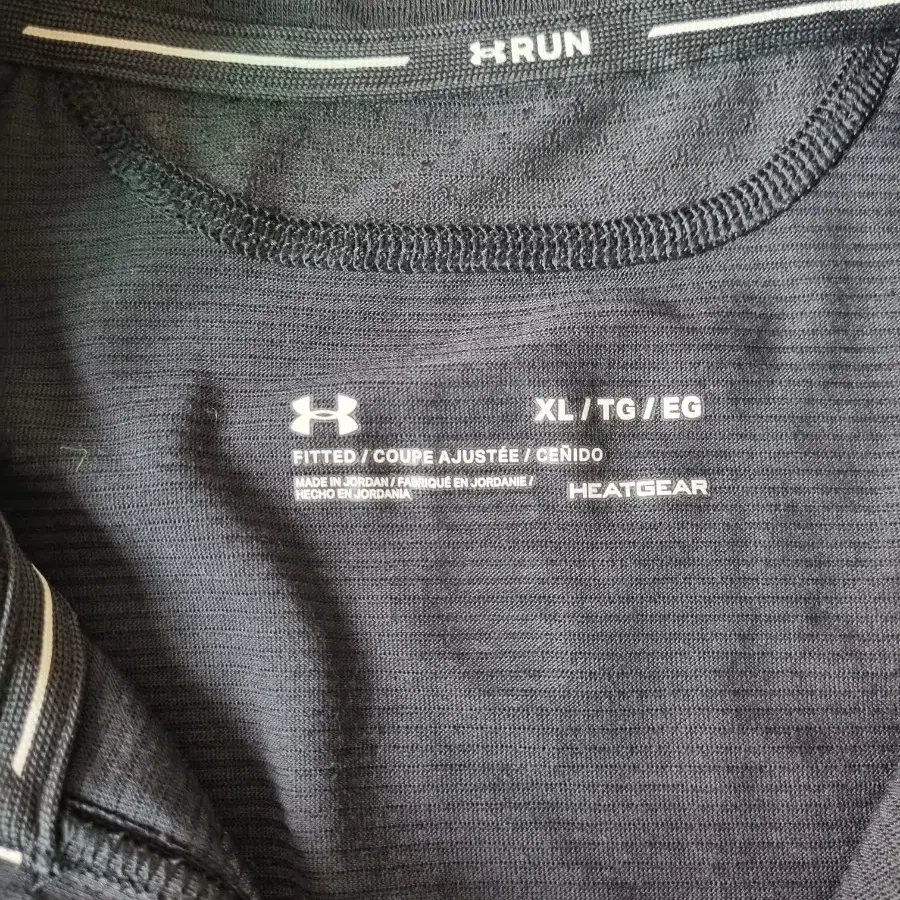 RUN
XL / TG / EG
FITTED / COUPE AJUSTÉE / CEÑIDO
MADE IN JORDAN / FABRIQUÉ EN JORDANIE /
HECHO EN JORDANIA
HEATGEAR